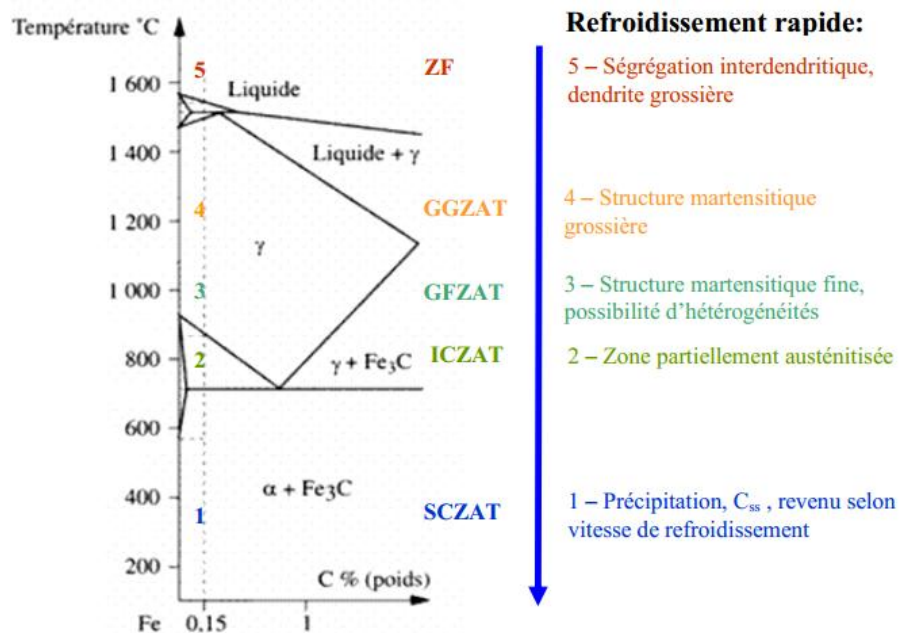 Température °C
Refroidissement rapide:
5
ZF
5 – Ségrégation interdendritique,
dendrite grossière
1 600
Liquide
1 400
Liquide + γ
4
GGZAT
4 – Structure martensitique
grossière
1 200
γ
3
GFZAT
3 – Structure martensitique fine,
possibilité d’hétérogénéités
1 000
2
ICZAT
2 – Zone partiellement austénitisée
800
γ + Fe3C
600
α + Fe3C
400
1
SCZAT
1 – Précipitation, Css , revenu selon
vitesse de refroidissement
200
C % (poids)
Fe
0,15
1